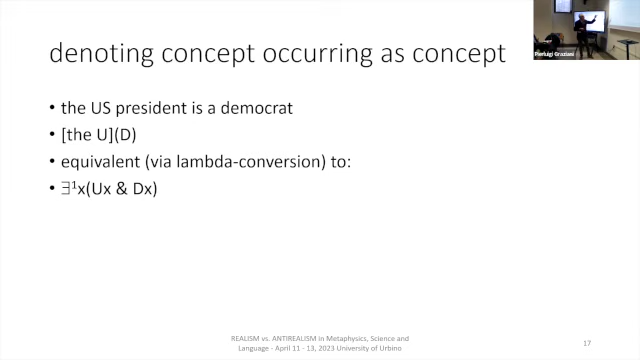 denoting concept occurring as concept
Pierluigi Graziani
• the US president is a democrat
• [the U](D)
• equivalent (via lambda-conversion) to:
• ∃¹x(Ux & Dx)
REALISM vs. ANTIREALISM in Metaphysics, Science and
Language - April 11 - 13, 2023 University of Urbino
17